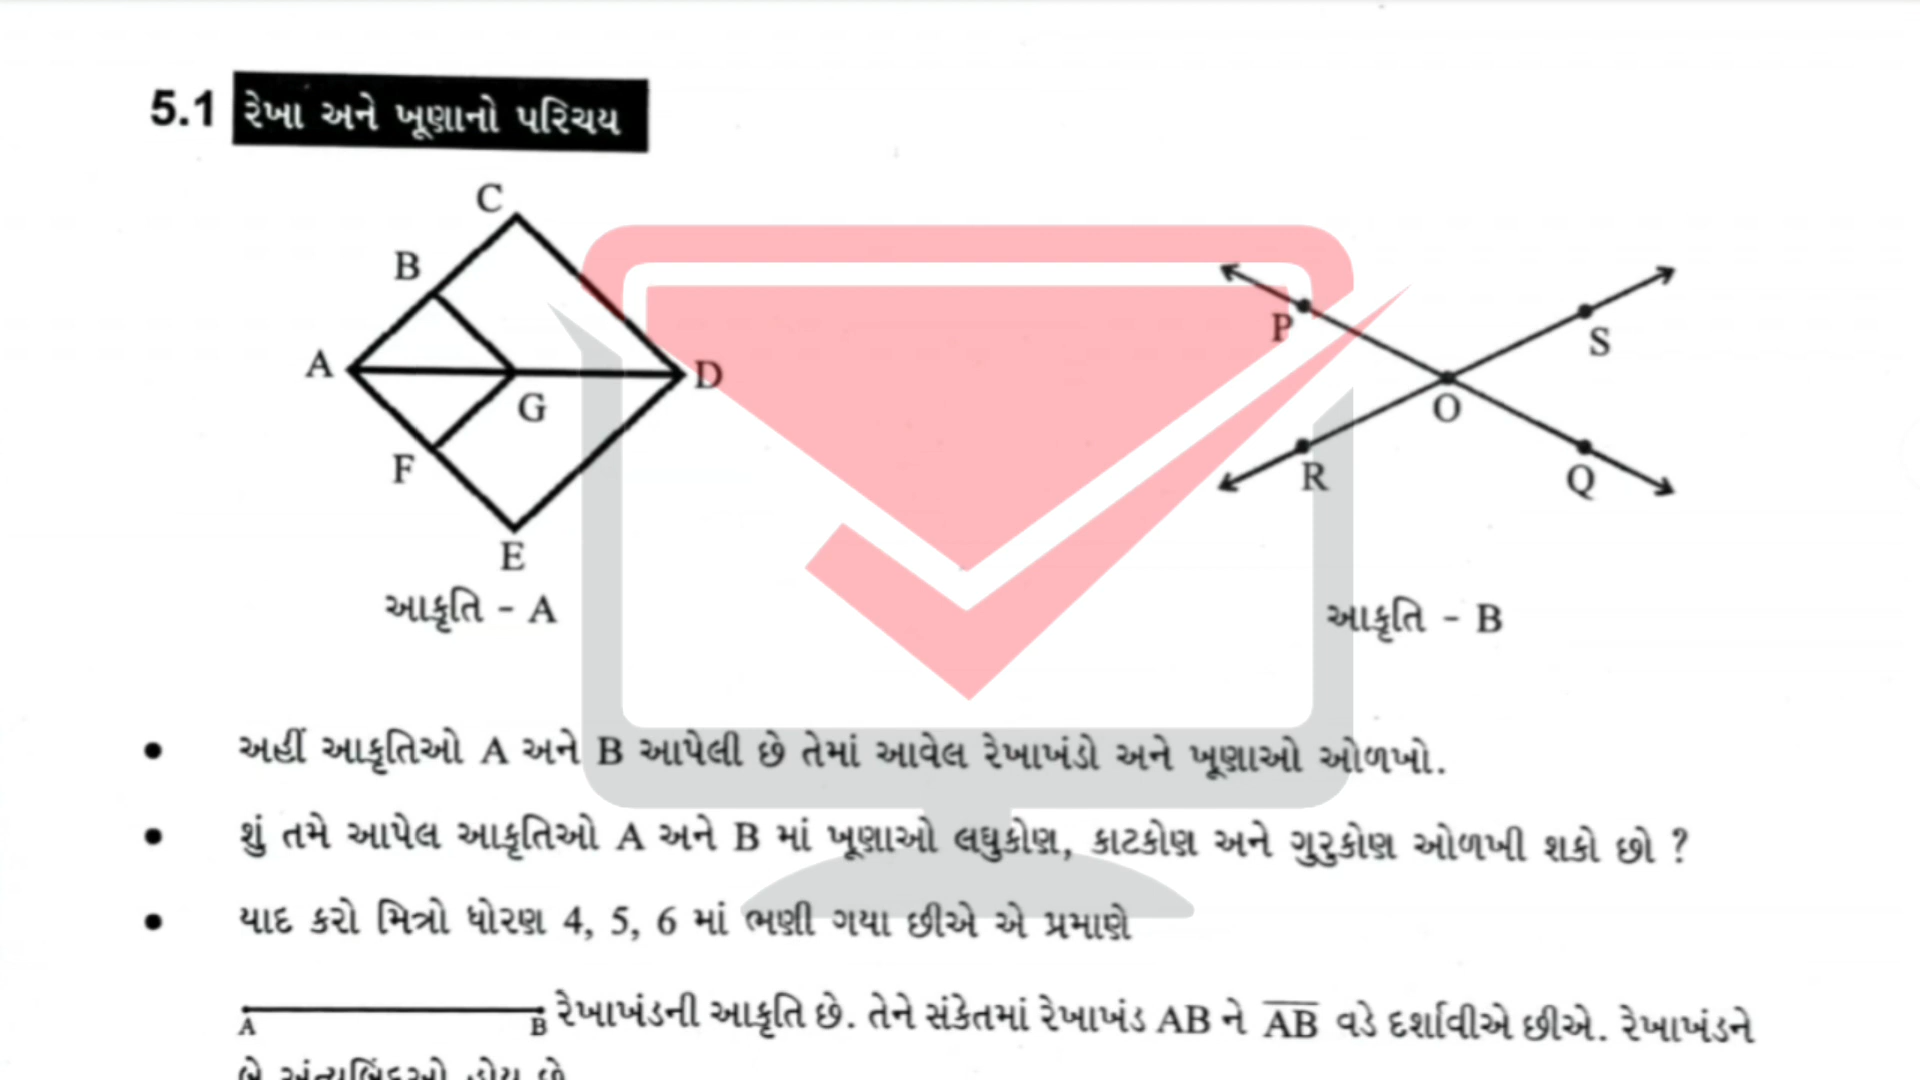 5.1 રેખા અને ખૂણાનો પરિચય
C
B
A
G
D
F
E
આકૃતિ - A
P
S
O
R
Q
આકૃતિ - B
• અહીં આકૃતિઓ A અને B આપેલી છે તેમાં આવેલ રેખાખંડો અને ખૂણાઓ ઓળખો.
• શું તમે આપેલ આકૃતિઓ A અને B માં ખૂણાઓ લઘુકોણ, કાટકોણ અને ગુરુકોણ ઓળખી શકો છો ?
• યાદ કરો મિત્રો ધોરણ 4, 5, 6 માં ભણી ગયા છીએ એ પ્રમાણે
A B રેખાખંડની આકૃતિ છે. તેને સંકેતમાં રેખાખંડ AB ને A̅B̅ વડે દર્શાવીએ છીએ. રેખાખંડને
બે અંત્યબિંદુઓ હોય છે